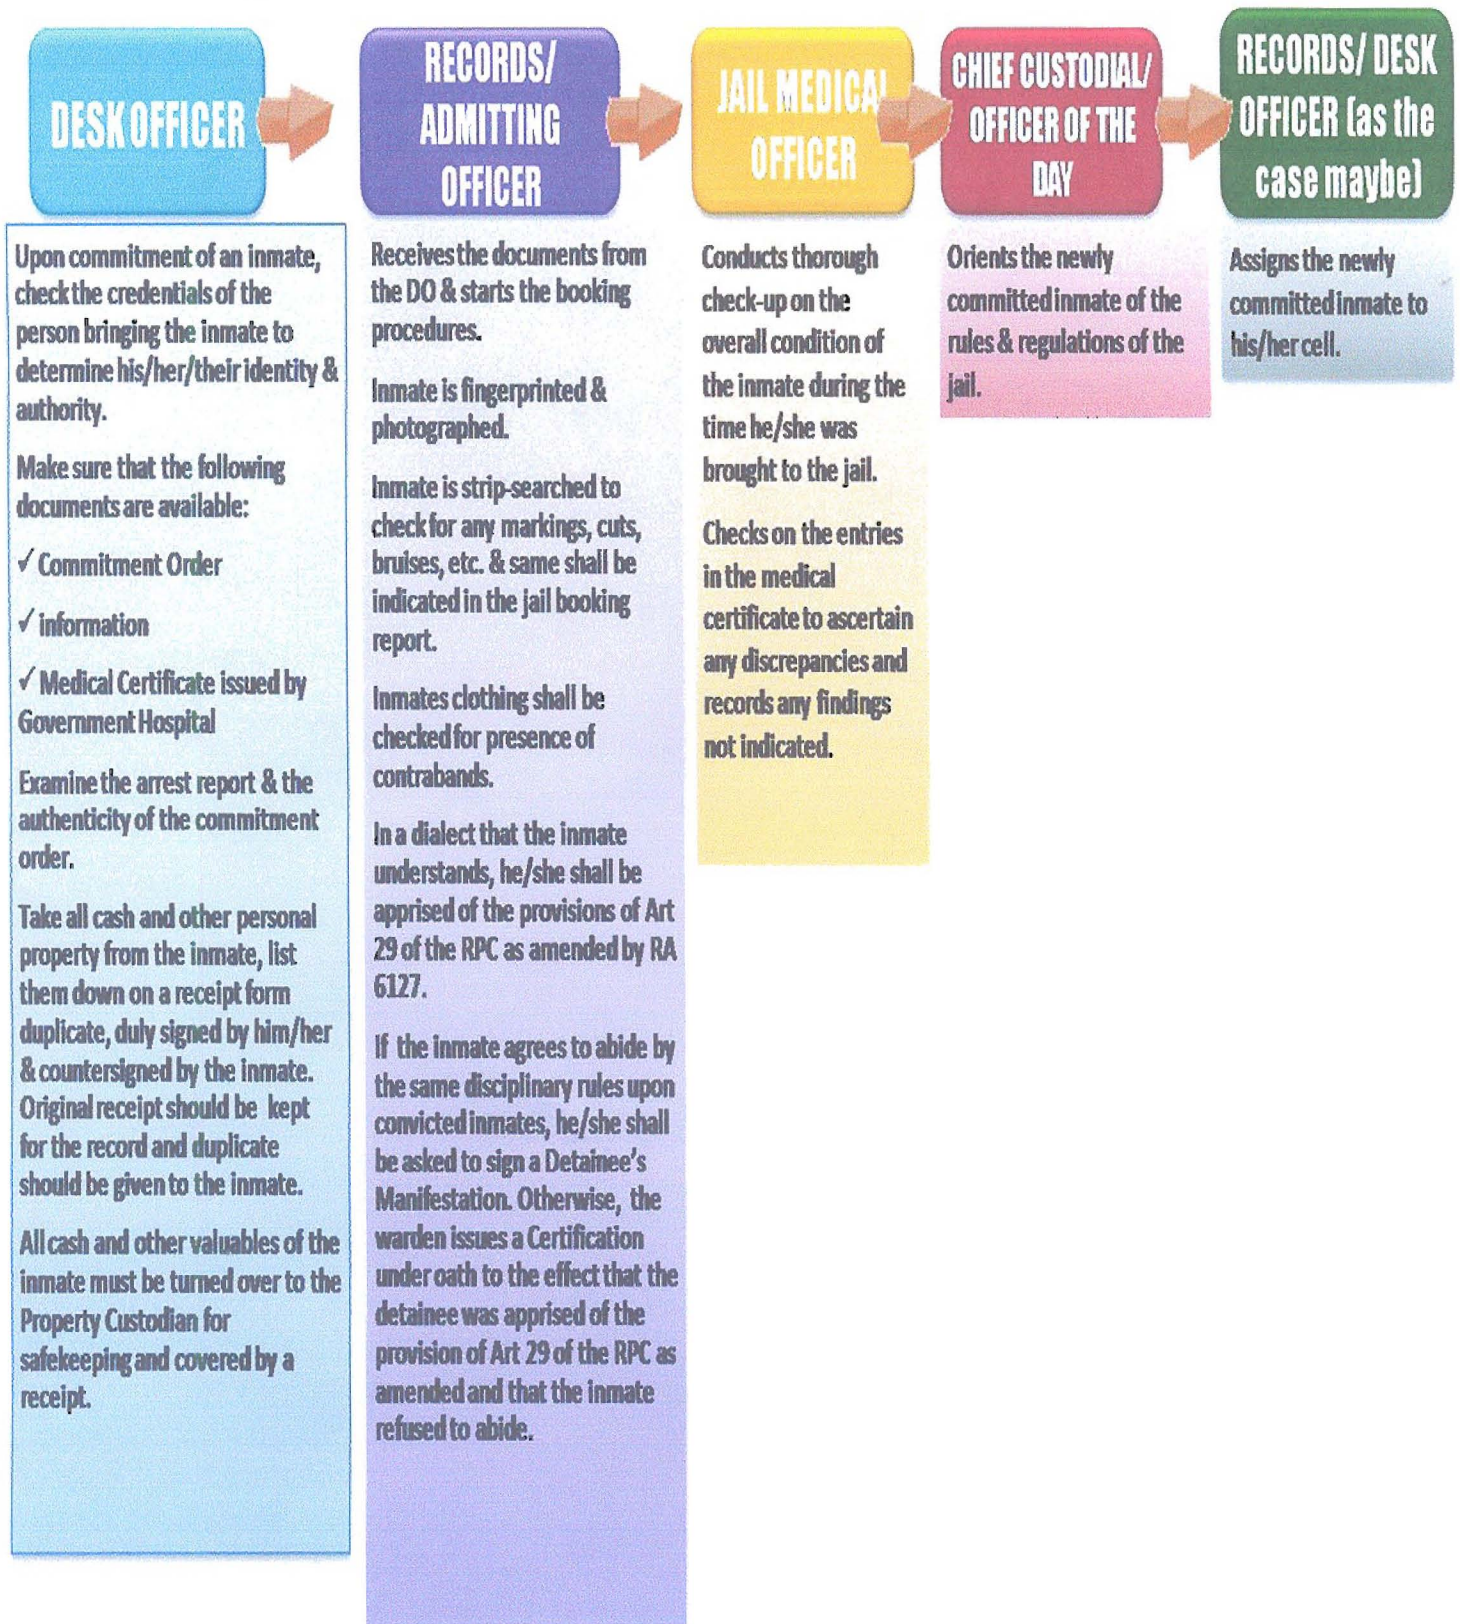 DESK OFFICER
Upon commitment of an inmate,
check the credentials of the
person bringing the inmate to
determine his/her/their identity &
authority.
Make sure that the following
documents are available:
✓ Commitment Order
✓ information
✓ Medical Certificate issued by
Government Hospital
Examine the arrest report & the
authenticity of the commitment
order.
Take all cash and other personal
property from the inmate, list
them down on a receipt form
duplicate, duly signed by him/her
& countersigned by the inmate.
Original receipt should be kept
for the record and duplicate
should be given to the inmate.
All cash and other valuables of the
inmate must be turned over to the
Property Custodian for
safekeeping and covered by a
receipt.
RECORDS/
ADMITTING
OFFICER
Receives the documents from
the DO & starts the booking
procedures.
Inmate is fingerprinted &
photographed.
Inmate is strip-searched to
check for any markings, cuts,
bruises, etc. & same shall be
indicated in the jail booking
report.
Inmates clothing shall be
checked for presence of
contrabands.
In a dialect that the inmate
understands, he/she shall be
apprised of the provisions of Art
29 of the RPC as amended by RA
6127.
If the inmate agrees to abide by
the same disciplinary rules upon
convicted inmates, he/she shall
be asked to sign a Detainee's
Manifestation. Otherwise, the
warden issues a Certification
under oath to the effect that the
detainee was apprised of the
provision of Art 29 of the RPC as
amended and that the inmate
refused to abide.
JAIL MEDICAL
OFFICER
Conducts thorough
check-up on the
overall condition of
the inmate during the
time he/she was
brought to the jail.
Checks on the entries
in the medical
certificate to ascertain
any discrepancies and
records any findings
not indicated.
CHIEF CUSTODIAL/
OFFICER OF THE
DAY
Orients the newly
committed inmate of the
rules & regulations of the
jail.
RECORDS/ DESK
OFFICER (as the
case maybe)
Assigns the newly
committed inmate to
his/her cell.